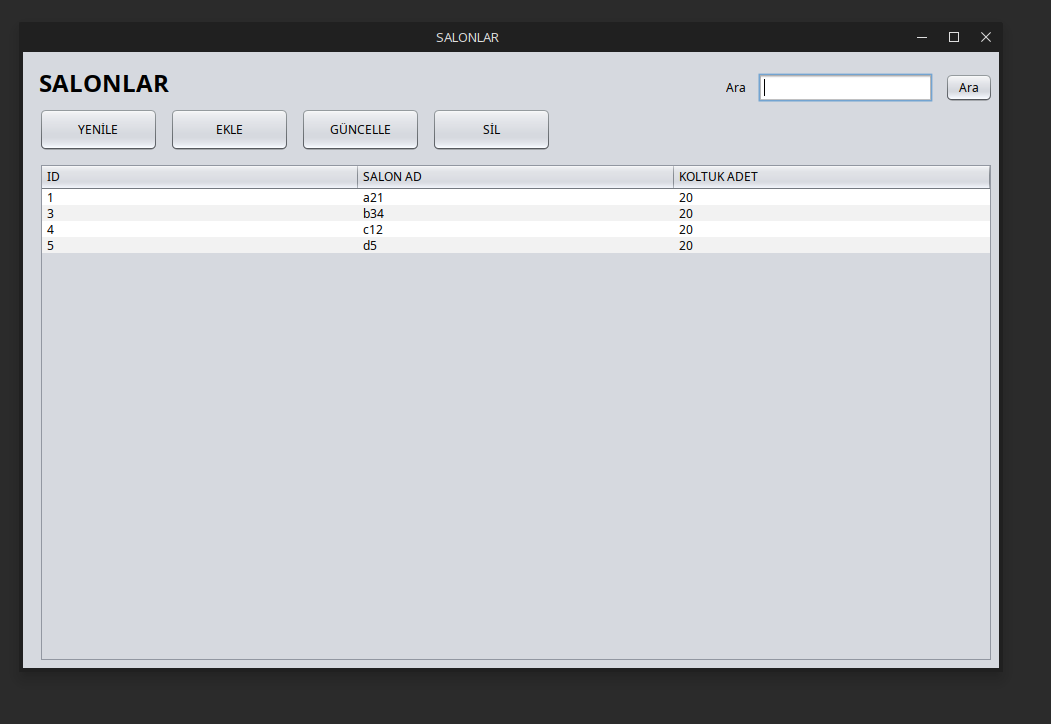 SALONLAR
SALONLAR
Ara Ara
YENİLE EKLE GÜNCELLE SİL
ID SALON AD KOLTUK ADET
1 a21 20
3 b34 20
4 c12 20
5 d5 20